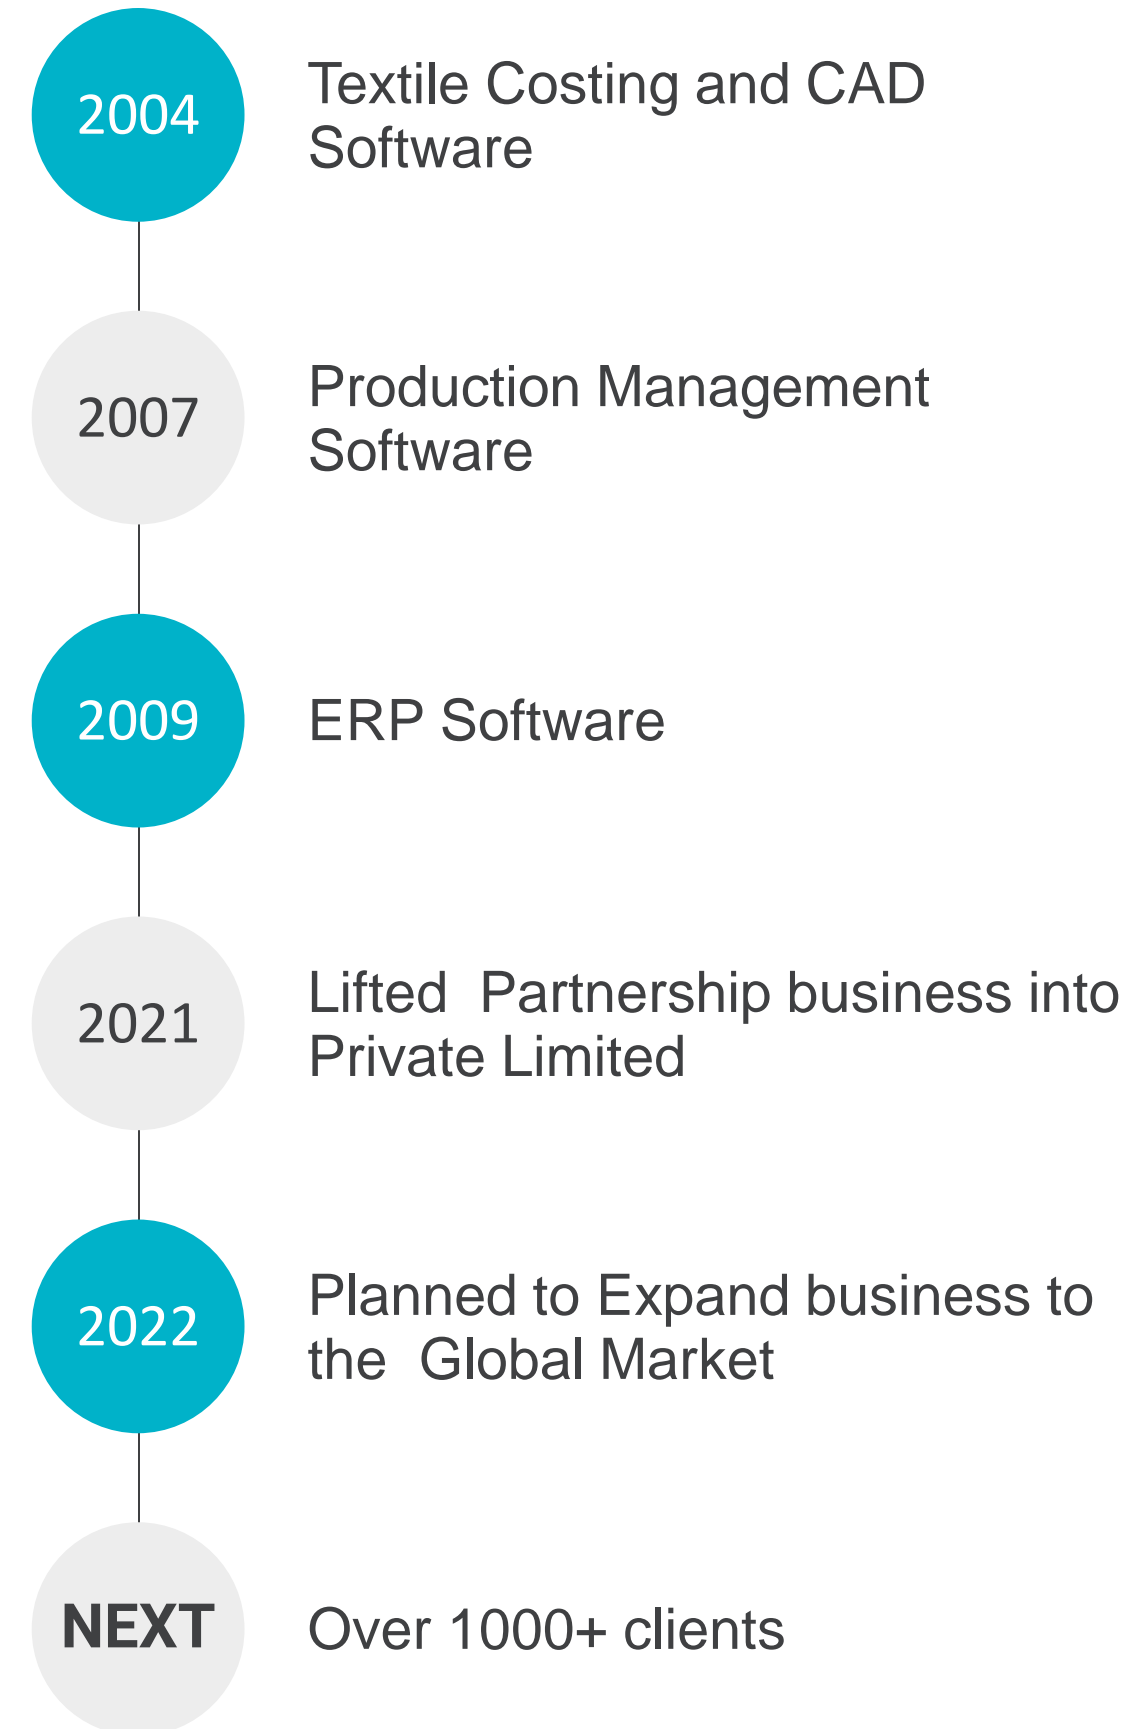 2004
Textile Costing and CAD
Software
2007
Production Management
Software
2009
ERP Software
2021
Lifted  Partnership business into
Private Limited
2022
Planned to Expand business to
the  Global Market
NEXT
Over 1000+ clients